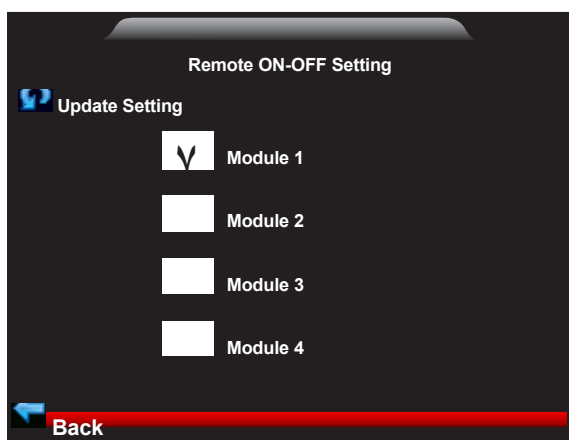 Remote ON-OFF Setting
Update Setting
√ Module 1
Module 2
Module 3
Module 4
Back